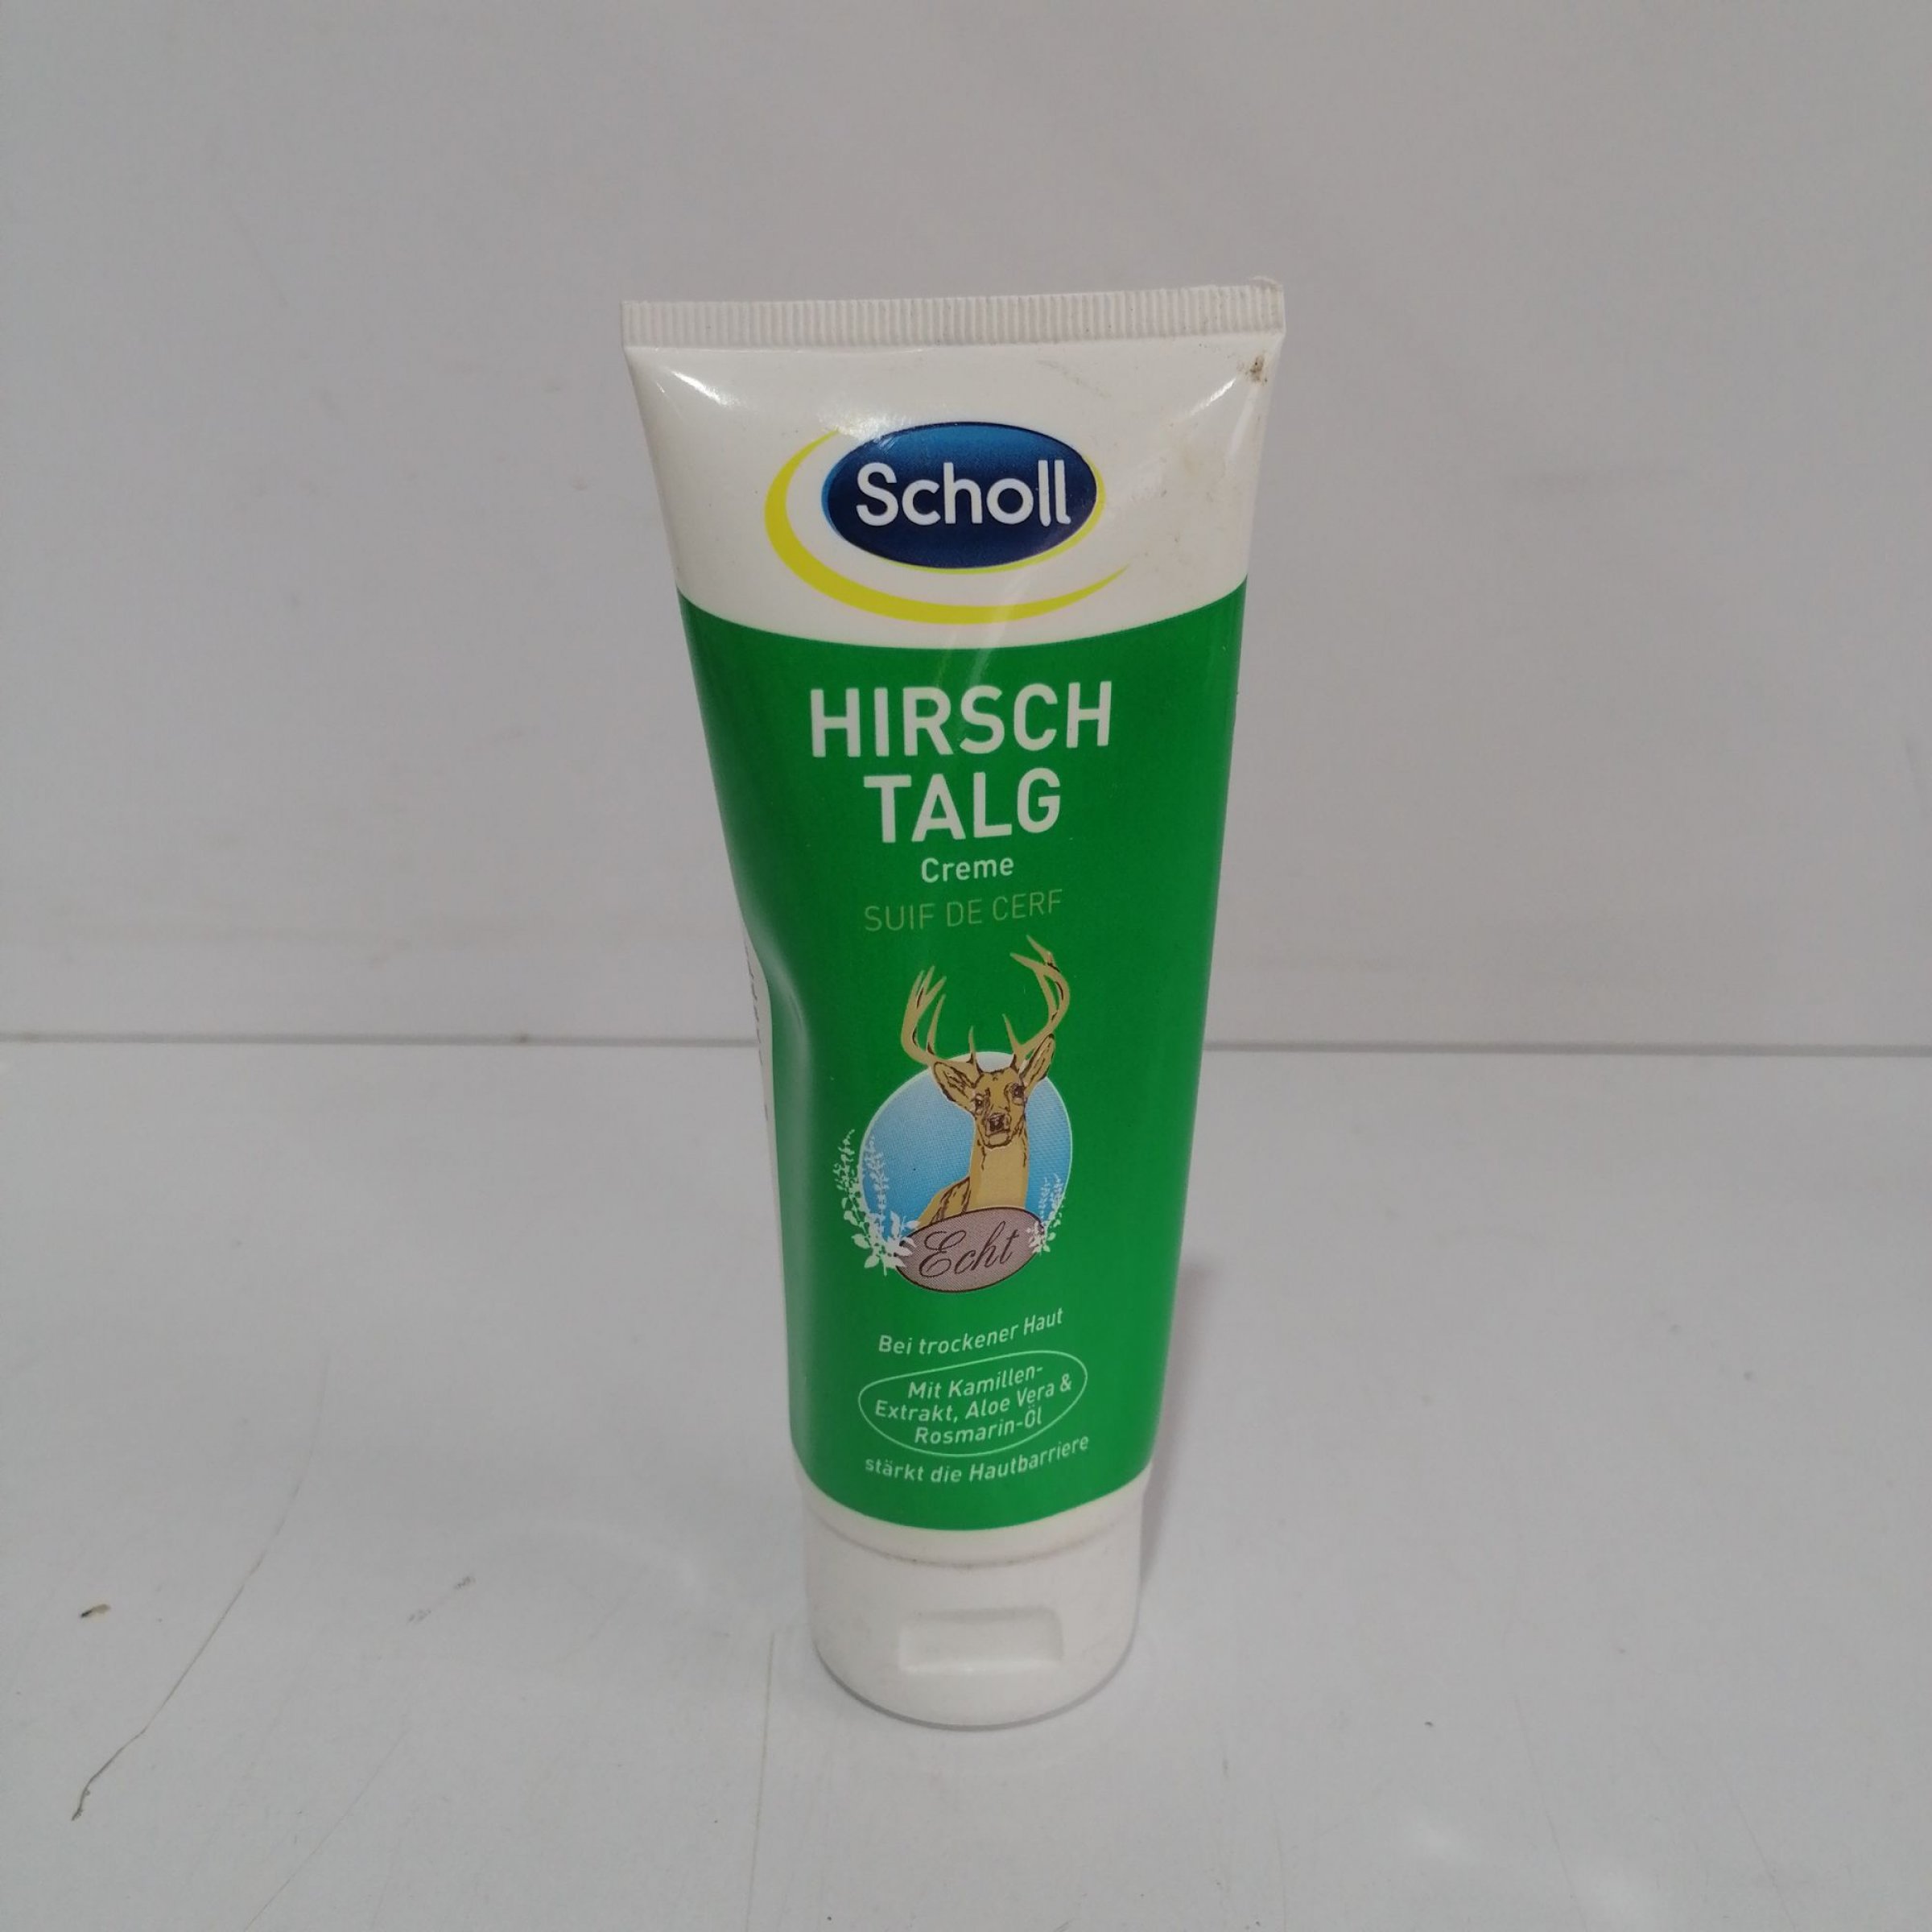 Scholl
HIRSCH
TALG
Creme
SUIF DE CERF
Echt
Bei trockener Haut
Mit Kamillen-
Extrakt, Aloe Vera &
Rosmarin-Öl
stärkt die Hautbarriere